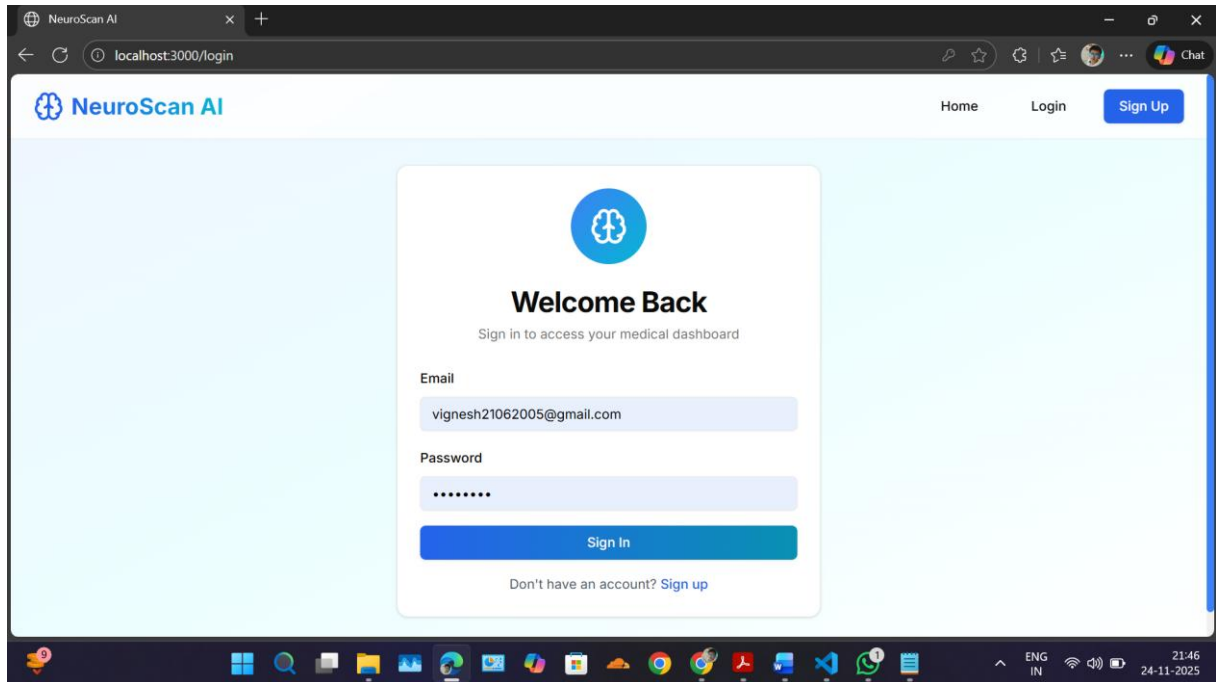 NeuroScan AI
localhost:3000/login
Chat
NeuroScan AI
Home Login Sign Up
Welcome Back
Sign in to access your medical dashboard
Email
vignesh21062005@gmail.com
Password
••••••••
Sign In
Don't have an account? Sign up
9
1
ENG
IN
21:46
24-11-2025